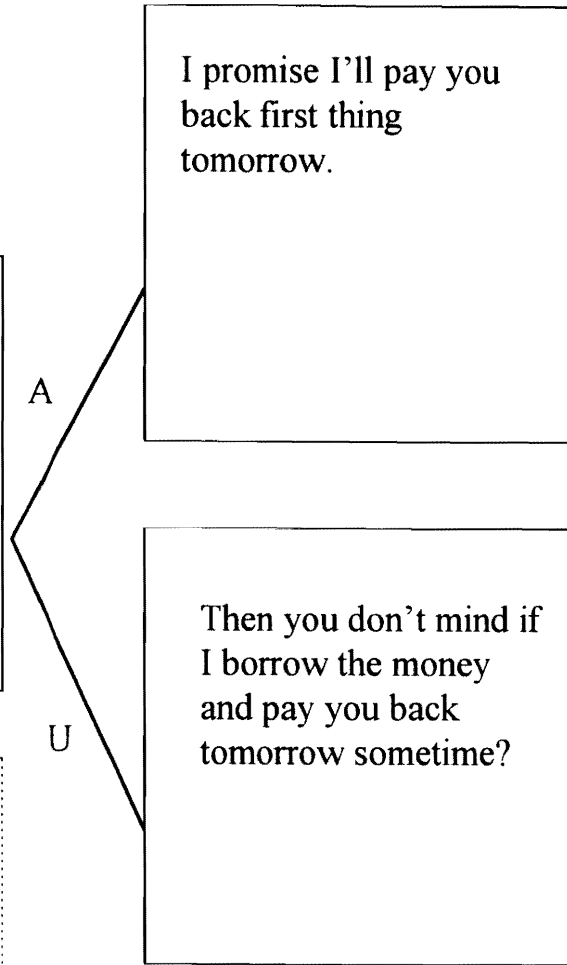 I promise I'll pay you
back first thing
tomorrow.
A
Then you don't mind if
I borrow the money
and pay you back
tomorrow sometime?
U